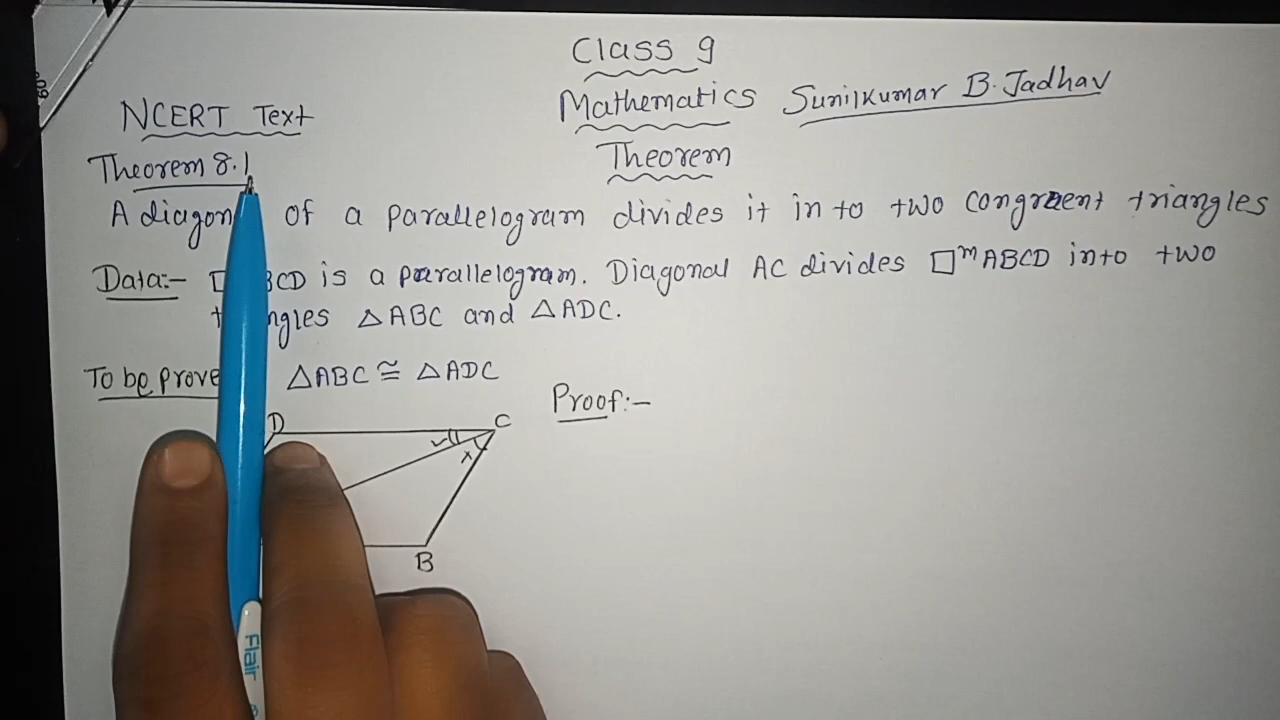 Class 9
NCERT Text
Mathematics Sunilkumar B. Jadhav
Theorem 8.1
Theorem
A diagon of a parallelogram divides it in to two congruent triangles
Data:- BCD is a parallelogram. Diagonal AC divides □ᵐABCD into two
ngles △ABC and △ADC.
To be prove △ABC ≅ △ADC
Proof:-
D
C
x
B
Flair
60°